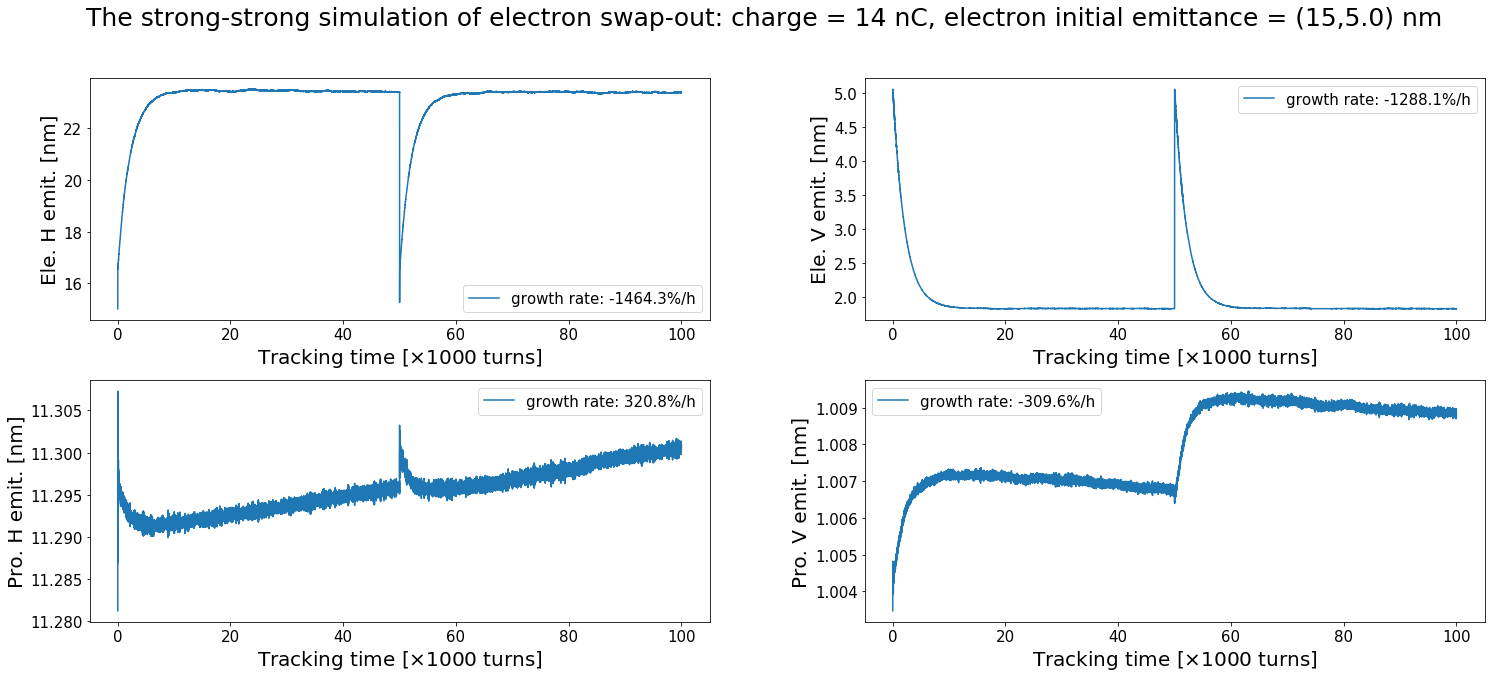 The strong-strong simulation of electron swap-out: charge = 14 nC, electron initial emittance = (15,5.0) nm
Ele. H emit. [nm]
22
20
18
16
growth rate: -1464.3%/h
0 20 40 60 80 100
Tracking time [×1000 turns]
Ele. V emit. [nm]
5.0
4.5
4.0
3.5
3.0
2.5
2.0
growth rate: -1288.1%/h
0 20 40 60 80 100
Tracking time [×1000 turns]
Pro. H emit. [nm]
11.305
11.300
11.295
11.290
11.285
11.280
growth rate: 320.8%/h
0 20 40 60 80 100
Tracking time [×1000 turns]
Pro. V emit. [nm]
1.009
1.008
1.007
1.006
1.005
1.004
growth rate: -309.6%/h
0 20 40 60 80 100
Tracking time [×1000 turns]